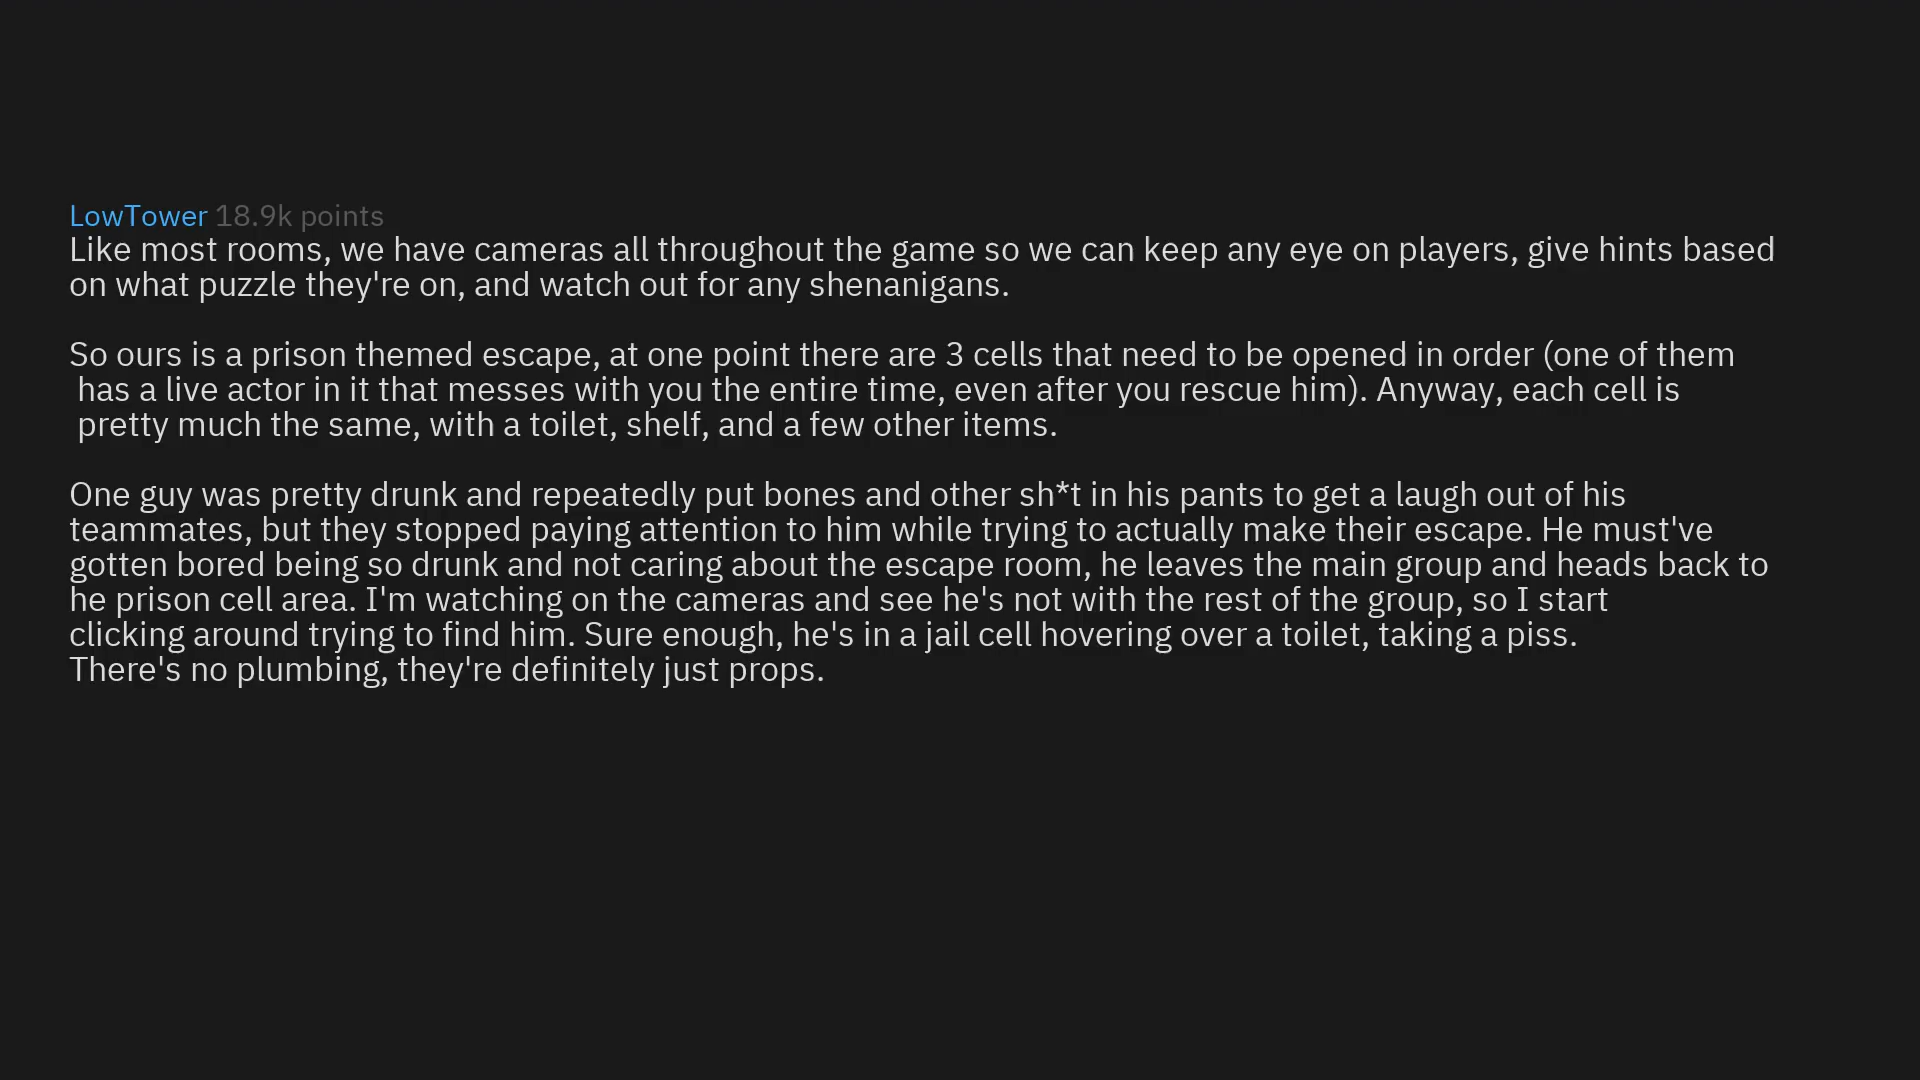 LowTower 18.9k points
Like most rooms, we have cameras all throughout the game so we can keep any eye on players, give hints based
on what puzzle they're on, and watch out for any shenanigans.
So ours is a prison themed escape, at one point there are 3 cells that need to be opened in order (one of them
has a live actor in it that messes with you the entire time, even after you rescue him). Anyway, each cell is
pretty much the same, with a toilet, shelf, and a few other items.
One guy was pretty drunk and repeatedly put bones and other sh*t in his pants to get a laugh out of his
teammates, but they stopped paying attention to him while trying to actually make their escape. He must've
gotten bored being so drunk and not caring about the escape room, he leaves the main group and heads back to
he prison cell area. I'm watching on the cameras and see he's not with the rest of the group, so I start
clicking around trying to find him. Sure enough, he's in a jail cell hovering over a toilet, taking a piss.
There's no plumbing, they're definitely just props.